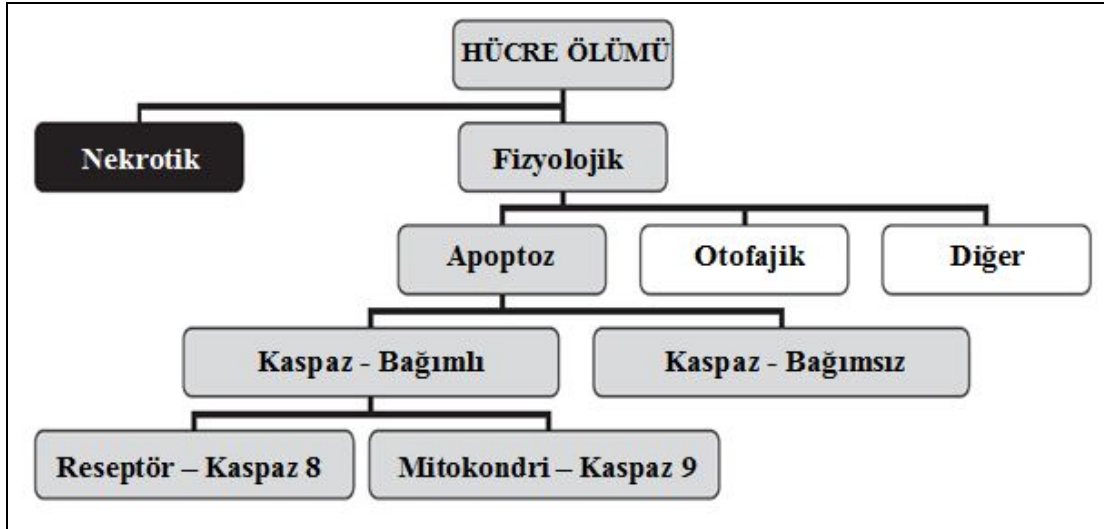 HÜCRE ÖLÜMÜ
Nekrotik
Fizyolojik
Apoptoz
Otofajik
Diğer
Kaspaz - Bağımlı
Kaspaz - Bağımsız
Reseptör – Kaspaz 8
Mitokondri – Kaspaz 9